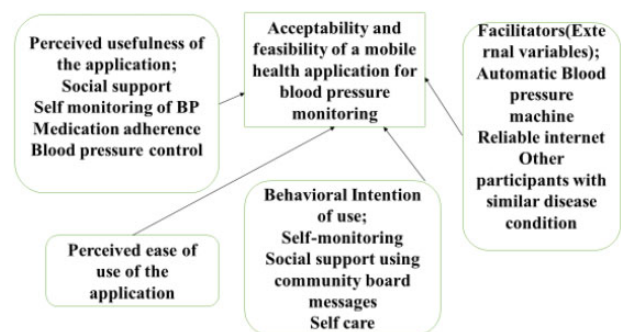 Perceived usefulness of
the application;
Social support
Self monitoring of BP
Medication adherence
Blood pressure control
Acceptability and
feasibility of a mobile
health application for
blood pressure
monitoring
Facilitators(Exte
rnal variables);
Automatic Blood
pressure
machine
Reliable internet
Other
participants with
similar disease
condition
Perceived ease of
use of the
application
Behavioral Intention
of use;
Self-monitoring
Social support using
community board
messages
Self care